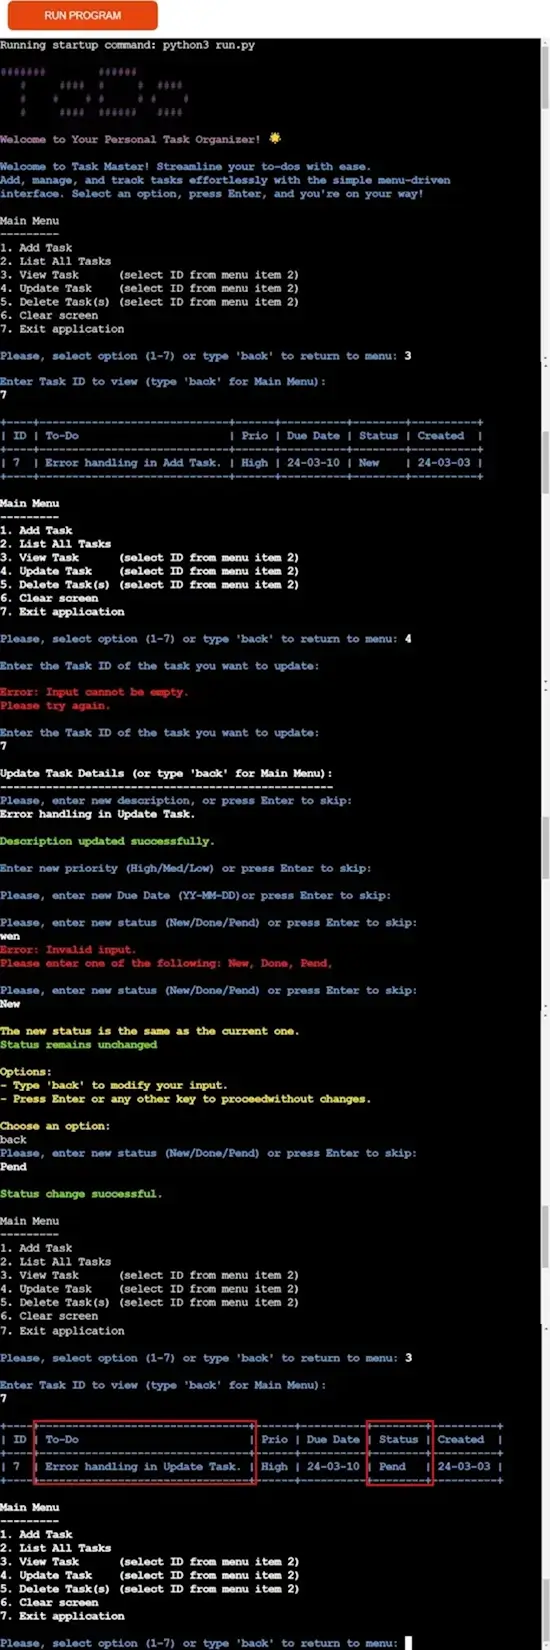 RUN PROGRAM
Running startup command: python3 run.py
ToDo
Welcome to Your Personal Task Organizer! 🌟
Welcome to Task Master! Streamline your to-dos with ease.
Add, manage, and track tasks effortlessly with the simple menu-driven
interface. Select an option, press Enter, and you're on your way!
Main Menu
---------
1. Add Task
2. List All Tasks
3. View Task      (select ID from menu item 2)
4. Update Task    (select ID from menu item 2)
5. Delete Task(s) (select ID from menu item 2)
6. Clear screen
7. Exit application
Please, select option (1-7) or type 'back' to return to menu: 3
Enter Task ID to view (type 'back' for Main Menu):
7
| ID | To-Do                       | Prio | Due Date | Status | Created  |
| 7  | Error handling in Add Task. | High | 24-03-10 | New    | 24-03-03 |
Main Menu
---------
1. Add Task
2. List All Tasks
3. View Task      (select ID from menu item 2)
4. Update Task    (select ID from menu item 2)
5. Delete Task(s) (select ID from menu item 2)
6. Clear screen
7. Exit application
Please, select option (1-7) or type 'back' to return to menu: 4
Enter the Task ID of the task you want to update:
Error: Input cannot be empty.
Please try again.
Enter the Task ID of the task you want to update:
7
Update Task Details (or type 'back' for Main Menu):
---------------------------------------------------
Please, enter new description, or press Enter to skip:
Error handling in Update Task.
Description updated successfully.
Enter new priority (High/Med/Low) or press Enter to skip:
Please, enter new Due Date (YY-MM-DD)or press Enter to skip:
Please, enter new status (New/Done/Pend) or press Enter to skip:
wen
Error: Invalid input.
Please enter one of the following: New, Done, Pend,
Please, enter new status (New/Done/Pend) or press Enter to skip:
New
The new status is the same as the current one.
Status remains unchanged
Options:
- Type 'back' to modify your input.
- Press Enter or any other key to proceedwithout changes.
Choose an option:
back
Please, enter new status (New/Done/Pend) or press Enter to skip:
Pend
Status change successful.
Main Menu
---------
1. Add Task
2. List All Tasks
3. View Task      (select ID from menu item 2)
4. Update Task    (select ID from menu item 2)
5. Delete Task(s) (select ID from menu item 2)
6. Clear screen
7. Exit application
Please, select option (1-7) or type 'back' to return to menu: 3
Enter Task ID to view (type 'back' for Main Menu):
7
| ID | To-Do                          | Prio | Due Date | Status | Created  |
| 7  | Error handling in Update Task. | High | 24-03-10 | Pend   | 24-03-03 |
Main Menu
---------
1. Add Task
2. List All Tasks
3. View Task      (select ID from menu item 2)
4. Update Task    (select ID from menu item 2)
5. Delete Task(s) (select ID from menu item 2)
6. Clear screen
7. Exit application
Please, select option (1-7) or type 'back' to return to menu: